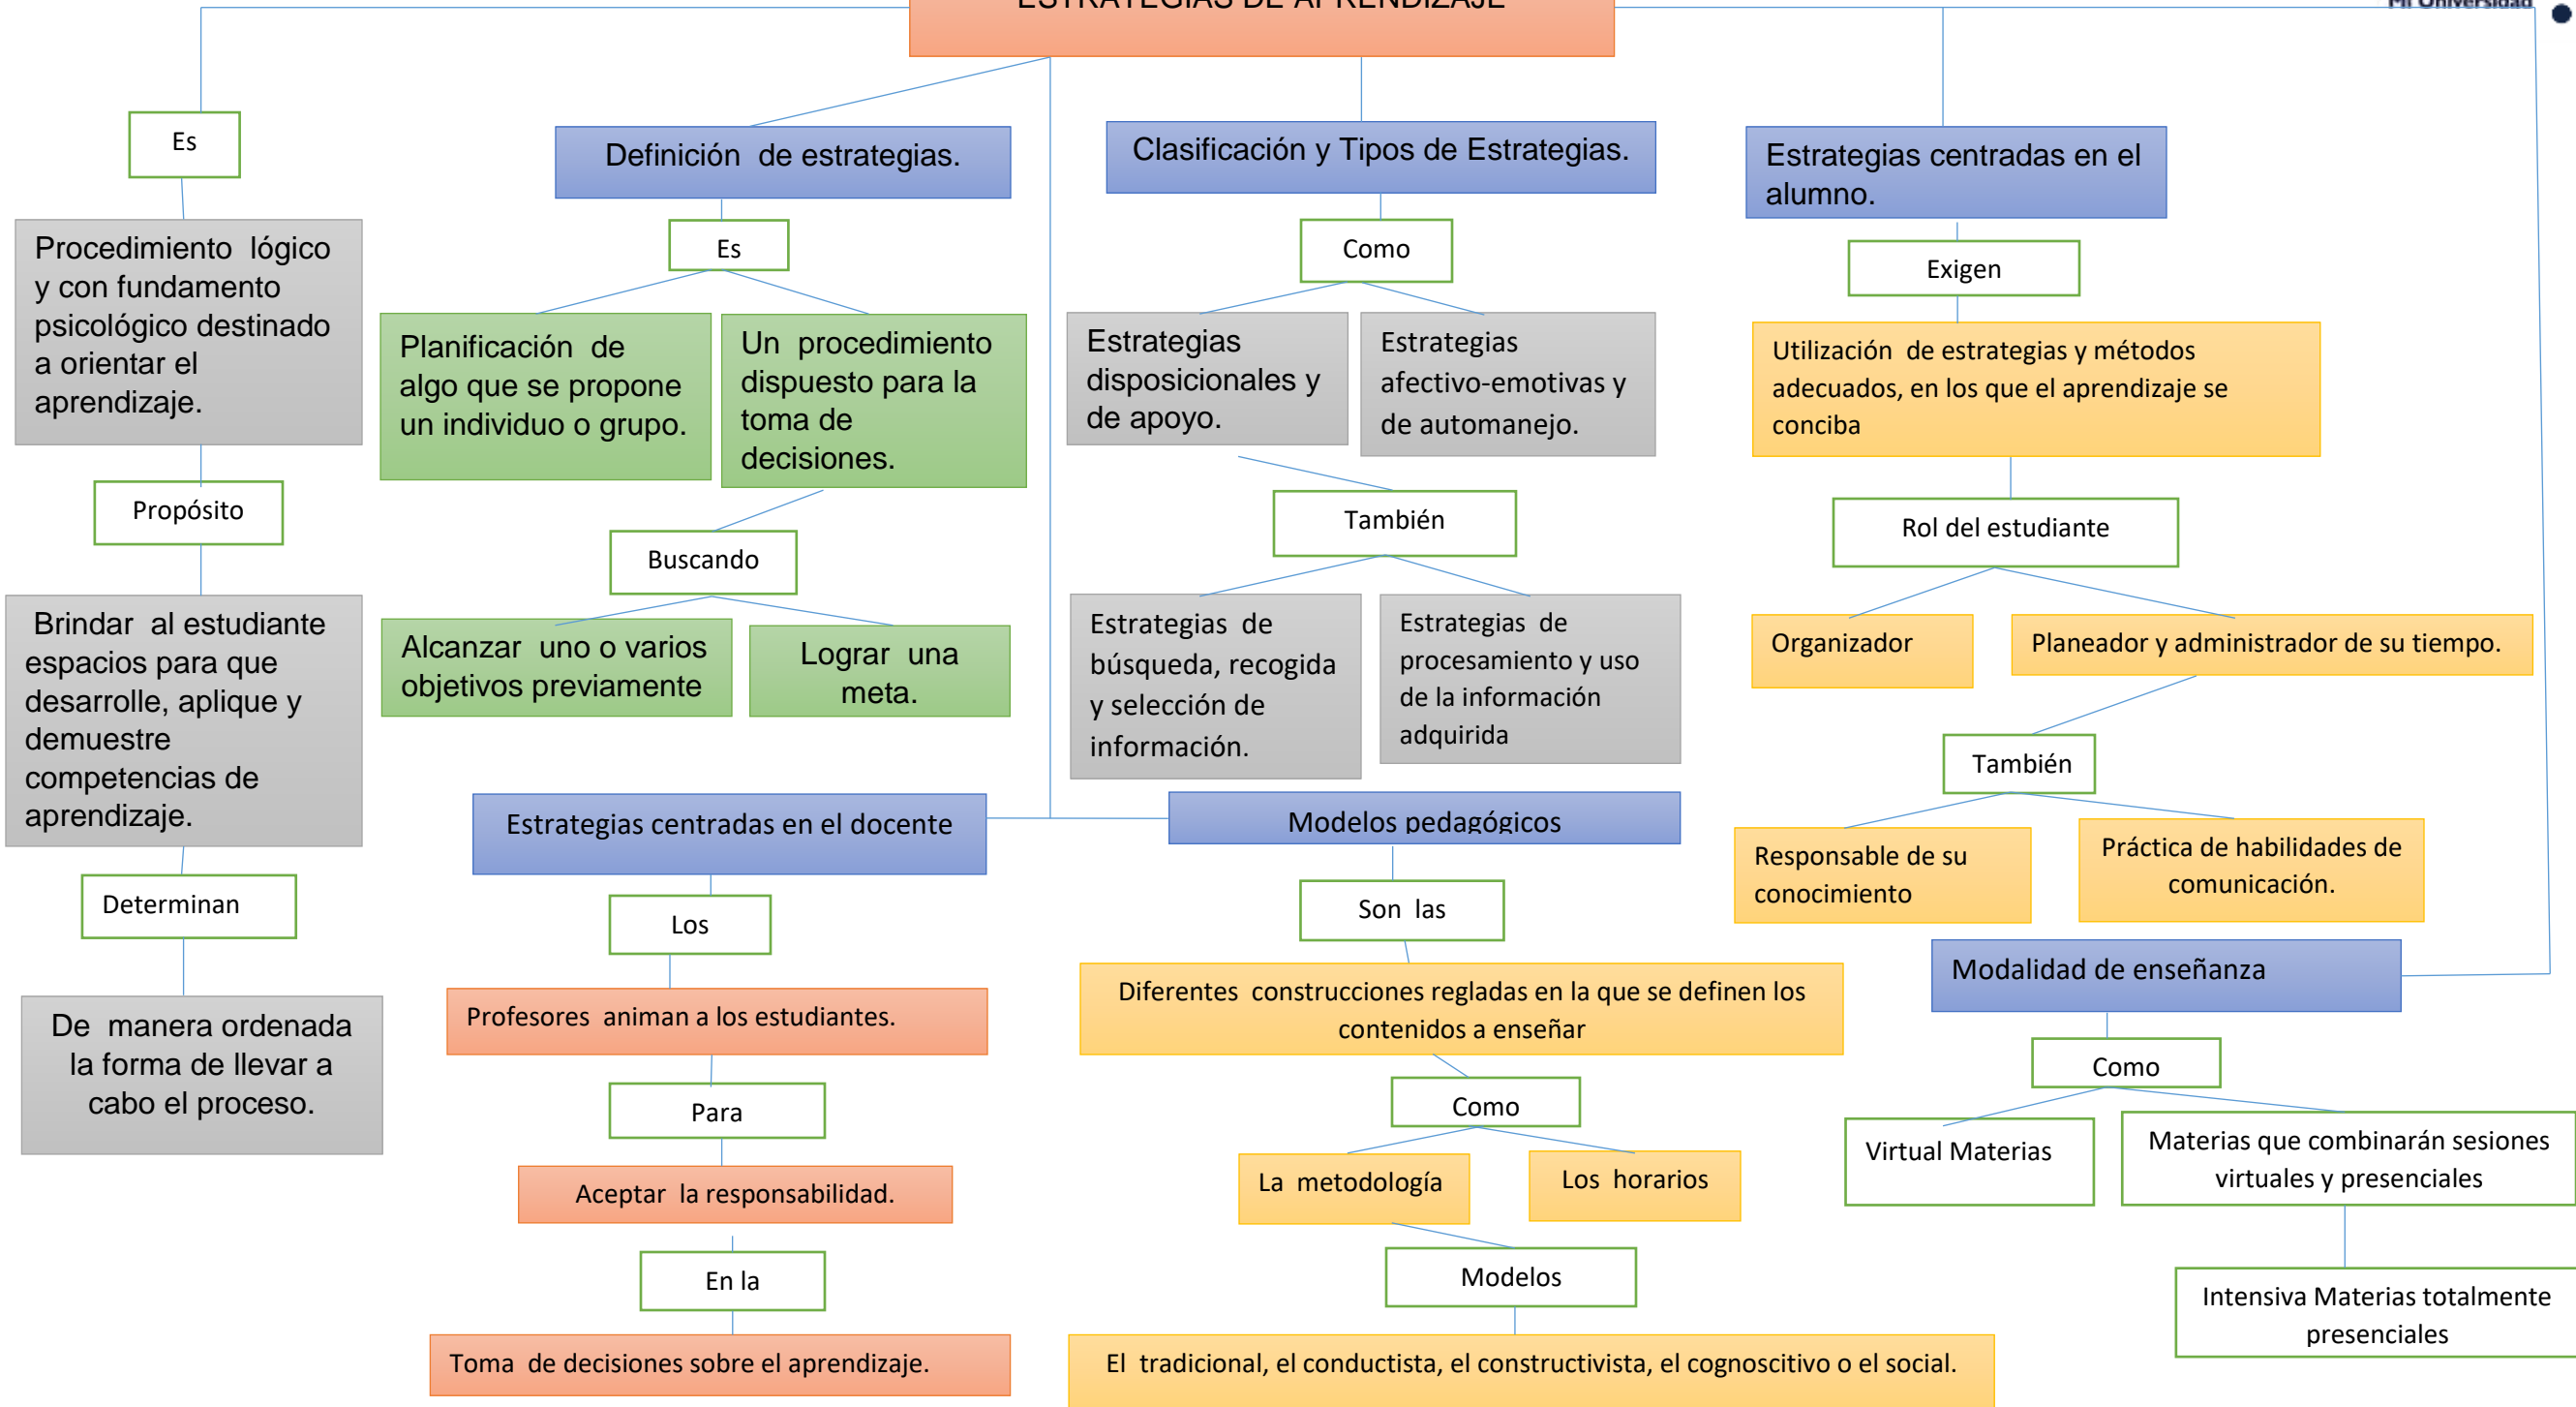 ESTRATEGIAS DE APRENDIZAJE
Mi Universidad
Es
Procedimiento lógico
y con fundamento
psicológico destinado
a orientar el
aprendizaje.
Propósito
Brindar al estudiante
espacios para que
desarrolle, aplique y
demuestre
competencias de
aprendizaje.
Determinan
De manera ordenada
la forma de llevar a
cabo el proceso.
Definición de estrategias.
Es
Planificación de
algo que se propone
un individuo o grupo.
Un procedimiento
dispuesto para la
toma de
decisiones.
Buscando
Alcanzar uno o varios
objetivos previamente
Lograr una
meta.
Clasificación y Tipos de Estrategias.
Como
Estrategias
disposicionales y
de apoyo.
Estrategias
afectivo-emotivas y
de automanejo.
También
Estrategias de
búsqueda, recogida
y selección de
información.
Estrategias de
procesamiento y uso
de la información
adquirida
Estrategias centradas en el
alumno.
Exigen
Utilización de estrategias y métodos
adecuados, en los que el aprendizaje se
conciba
Rol del estudiante
Organizador
Planeador y administrador de su tiempo.
También
Responsable de su
conocimiento
Práctica de habilidades de
comunicación.
Estrategias centradas en el docente
Los
Profesores animan a los estudiantes.
Para
Aceptar la responsabilidad.
En la
Toma de decisiones sobre el aprendizaje.
Modelos pedagógicos
Son las
Diferentes construcciones regladas en la que se definen los
contenidos a enseñar
Como
La metodología
Los horarios
Modelos
El tradicional, el conductista, el constructivista, el cognoscitivo o el social.
Modalidad de enseñanza
Como
Virtual Materias
Materias que combinarán sesiones
virtuales y presenciales
Intensiva Materias totalmente
presenciales